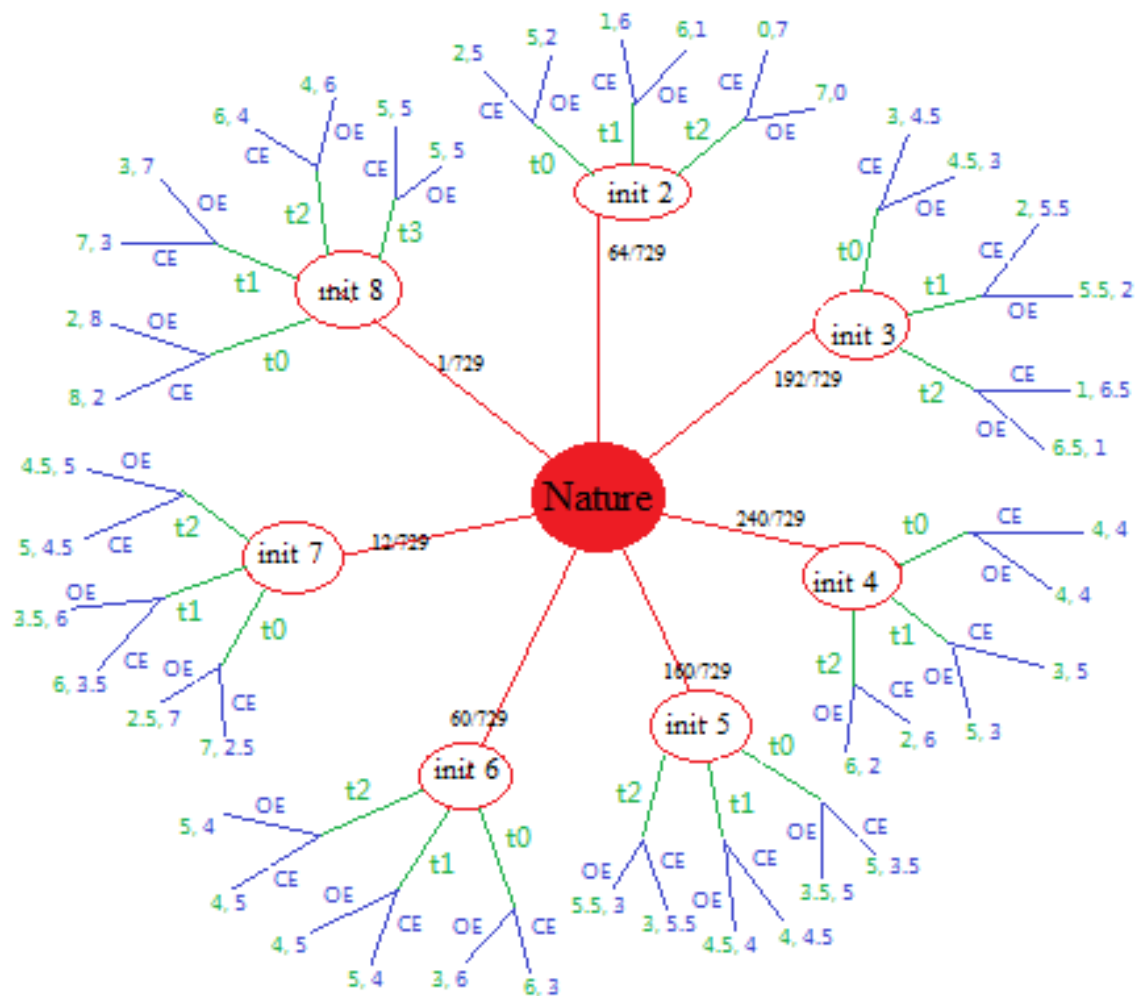 Nature
64/729
init 2
t0
CE
2, 5
OE
5, 2
t1
CE
1, 6
OE
6, 1
t2
CE
0, 7
OE
7, 0
192/729
init 3
t0
CE
3, 4.5
OE
4.5, 3
t1
CE
2, 5.5
OE
5.5, 2
t2
CE
1, 6.5
OE
6.5, 1
240/729
init 4
t0
CE
4, 4
OE
4, 4
t1
CE
3, 5
OE
5, 3
t2
CE
2, 6
OE
6, 2
160/729
init 5
t0
CE
5, 3.5
OE
3.5, 5
t1
CE
4, 4.5
OE
4.5, 4
t2
CE
3, 5.5
OE
5.5, 3
60/729
init 6
t0
CE
6, 3
OE
3, 6
t1
CE
5, 4
OE
4, 5
t2
CE
4, 5
OE
5, 4
12/729
init 7
t0
CE
7, 2.5
OE
2.5, 7
t1
CE
6, 3.5
OE
3.5, 6
t2
CE
5, 4.5
OE
4.5, 5
1/729
init 8
t0
CE
8, 2
OE
2, 8
t1
CE
7, 3
OE
3, 7
t2
CE
6, 4
OE
4, 6
t3
CE
5, 5
OE
5, 5